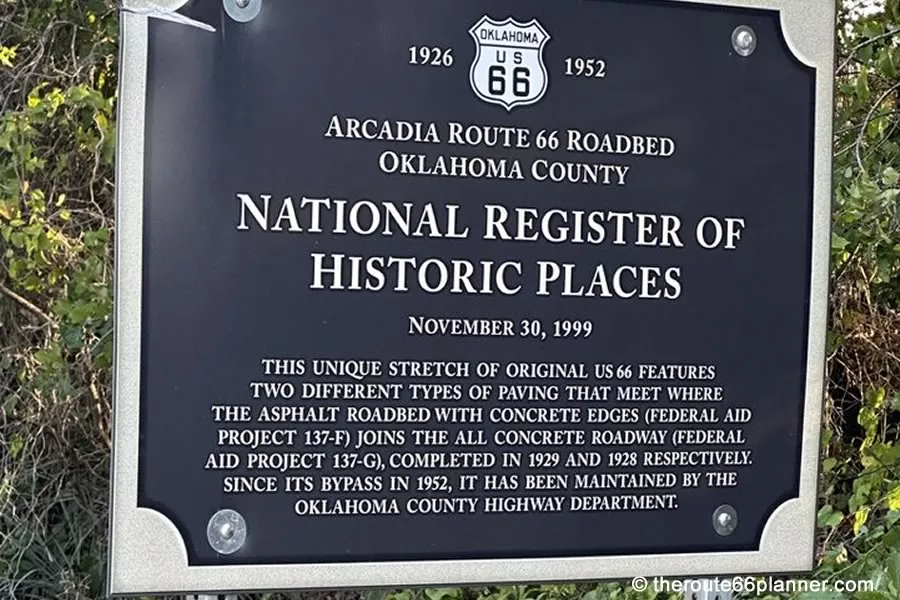 OKLAHOMA
1926 US 1952
66
ARCADIA ROUTE 66 ROADBED
OKLAHOMA COUNTY
NATIONAL REGISTER OF
HISTORIC PLACES
NOVEMBER 30, 1999
THIS UNIQUE STRETCH OF ORIGINAL US 66 FEATURES
TWO DIFFERENT TYPES OF PAVING THAT MEET WHERE
THE ASPHALT ROADBED WITH CONCRETE EDGES (FEDERAL AID
PROJECT 137-F) JOINS THE ALL CONCRETE ROADWAY (FEDERAL
AID PROJECT 137-G), COMPLETED IN 1929 AND 1928 RESPECTIVELY.
SINCE ITS BYPASS IN 1952, IT HAS BEEN MAINTAINED BY THE
OKLAHOMA COUNTY HIGHWAY DEPARTMENT.
© theroute66planner.com/